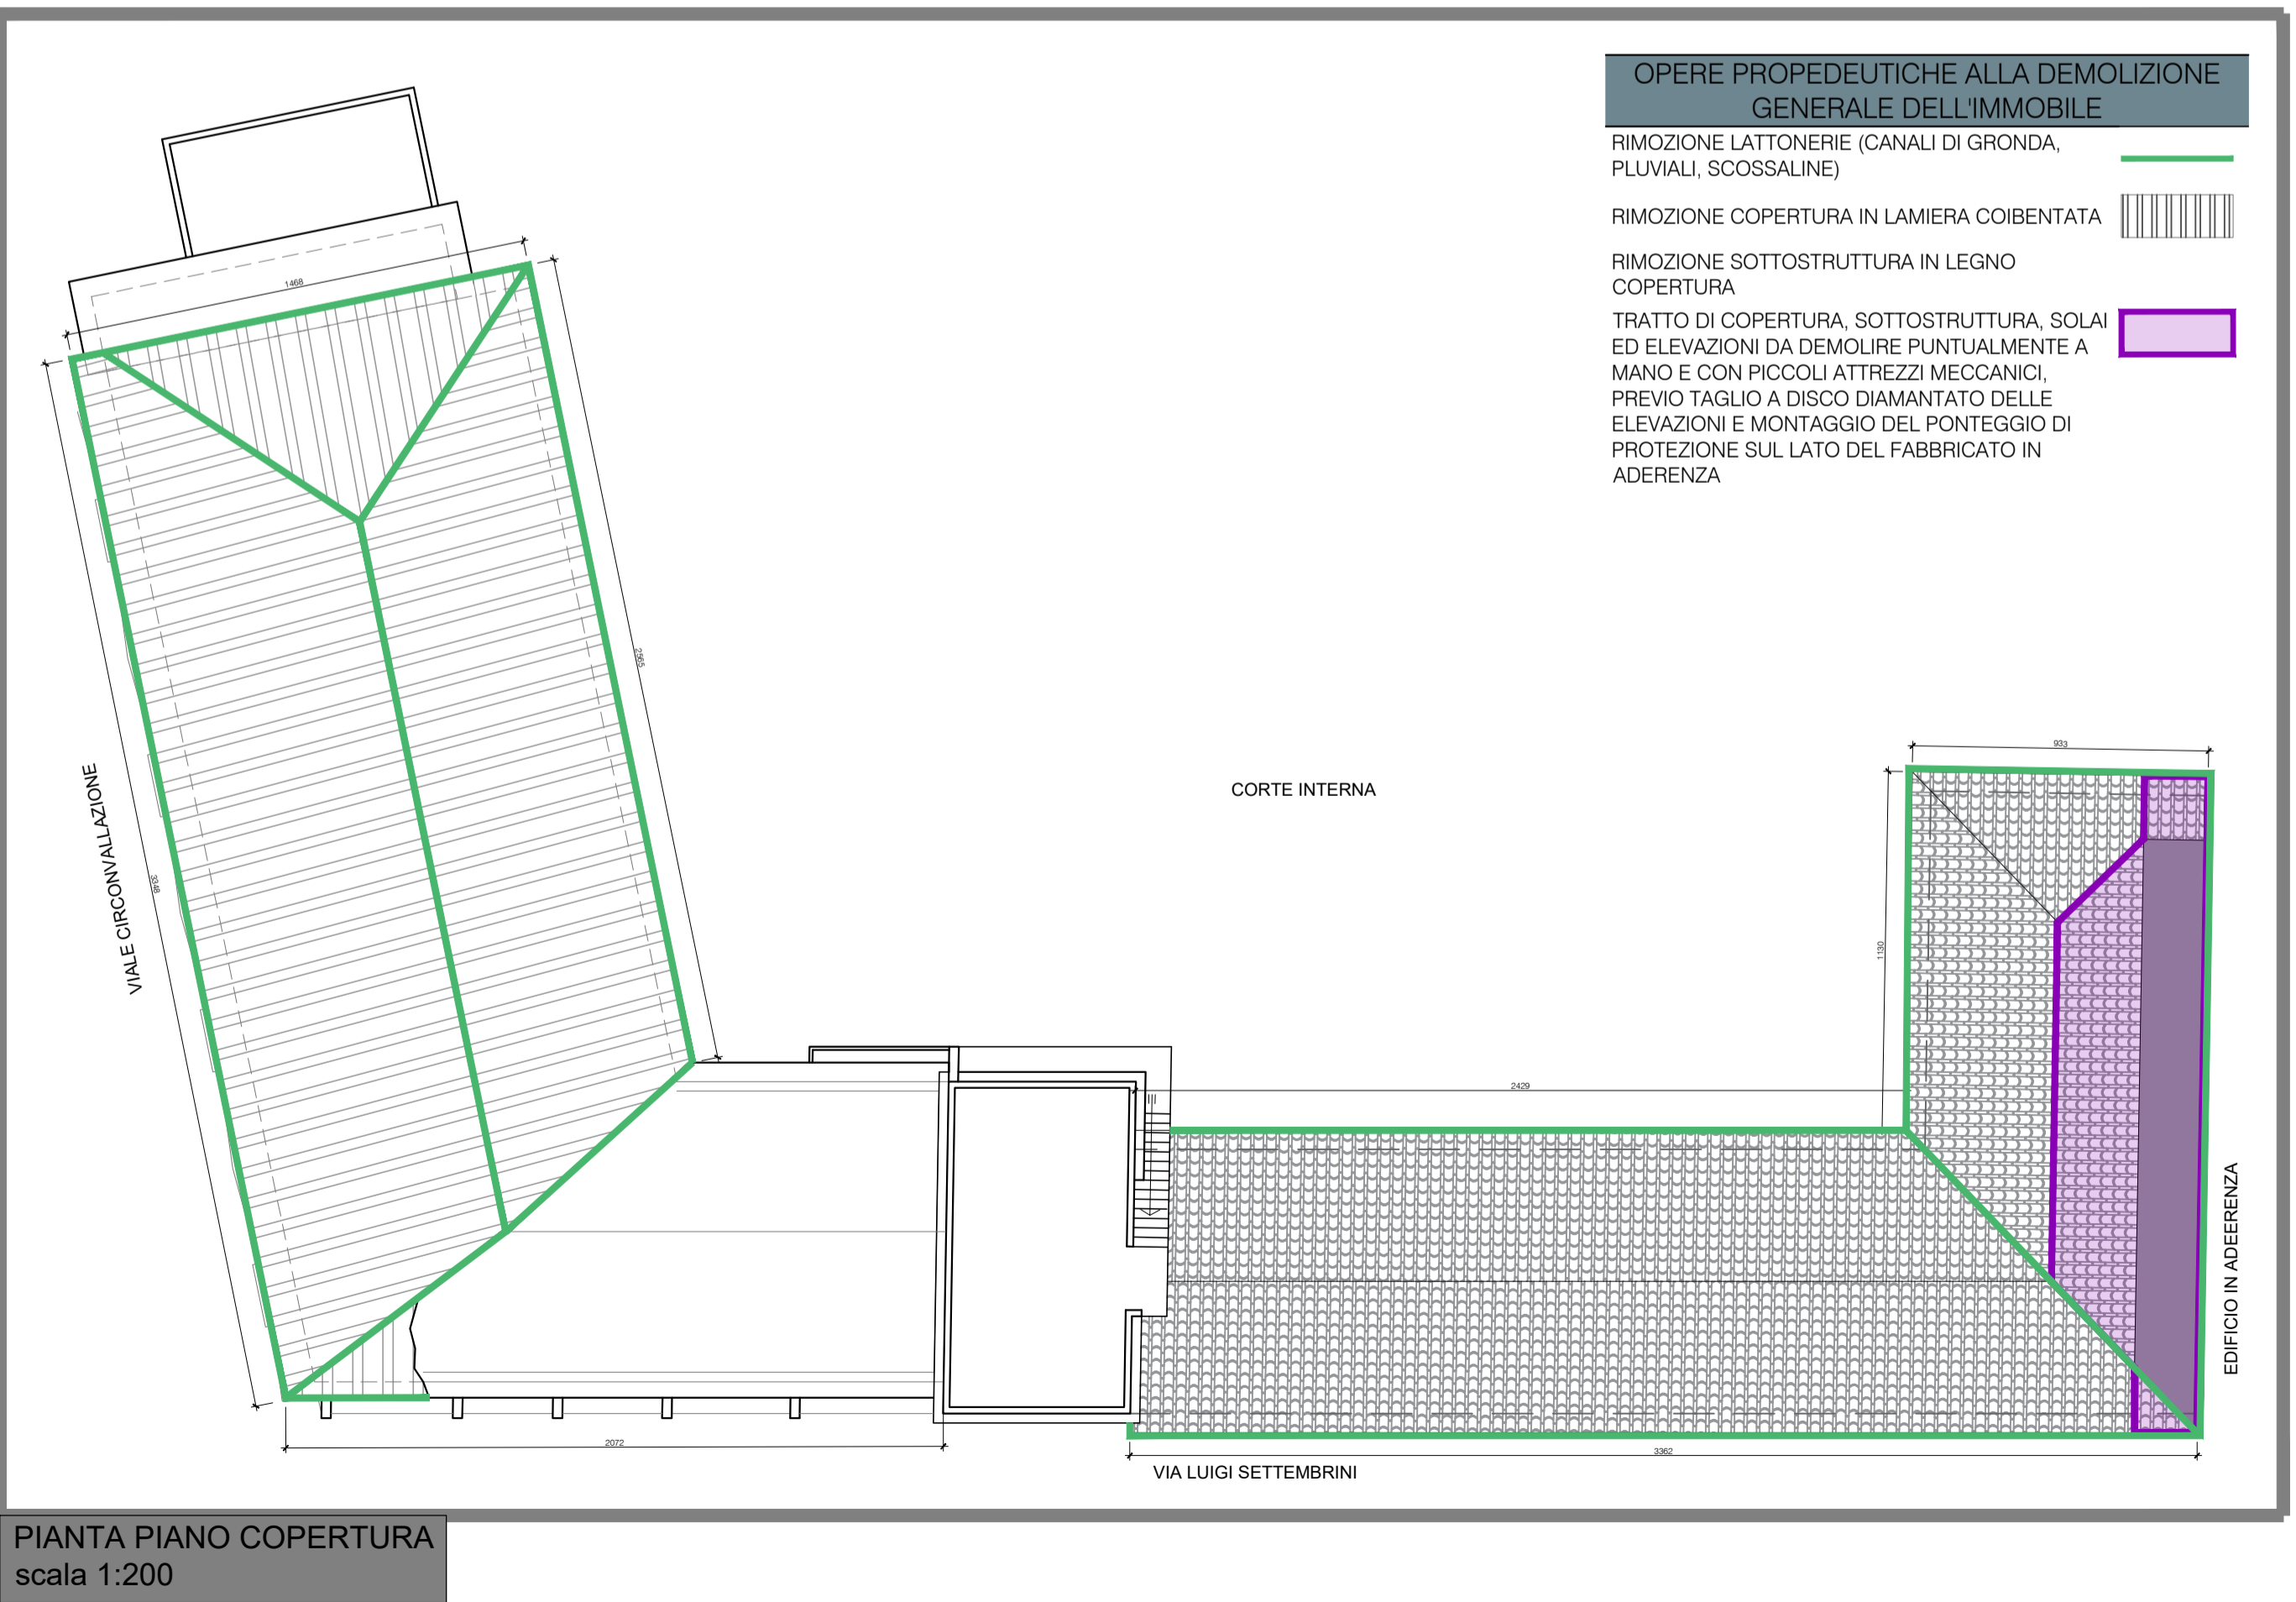 OPERE PROPEDEUTICHE ALLA DEMOLIZIONE
GENERALE DELL'IMMOBILE
RIMOZIONE LATTONERIE (CANALI DI GRONDA,
PLUVIALI, SCOSSALINE)
RIMOZIONE COPERTURA IN LAMIERA COIBENTATA
RIMOZIONE SOTTOSTRUTTURA IN LEGNO
COPERTURA
TRATTO DI COPERTURA, SOTTOSTRUTTURA, SOLAI
ED ELEVAZIONI DA DEMOLIRE PUNTUALMENTE A
MANO E CON PICCOLI ATTREZZI MECCANICI,
PREVIO TAGLIO A DISCO DIAMANTATO DELLE
ELEVAZIONI E MONTAGGIO DEL PONTEGGIO DI
PROTEZIONE SUL LATO DEL FABBRICATO IN
ADERENZA
1468
2565
933
CORTE INTERNA
VIALE CIRCONVALLAZIONE
3348
1130
2429
EDIFICIO IN ADERENZA
2072
3362
VIA LUIGI SETTEMBRINI
PIANTA PIANO COPERTURA
scala 1:200